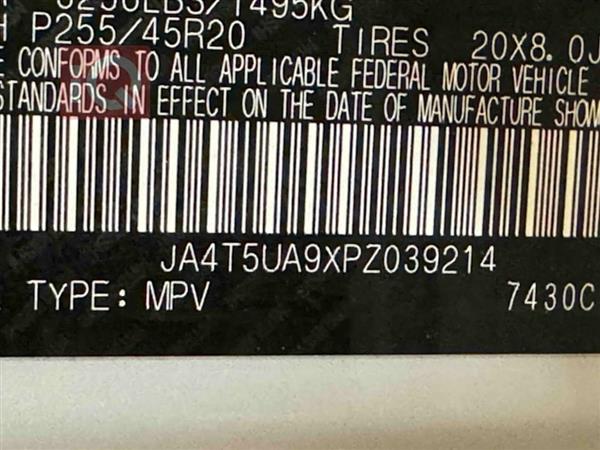 1495KG
P255/45R20 TIRES 20X8.0J
CONFORMS TO ALL APPLICABLE FEDERAL MOTOR VEHICLE
STANDARDS IN EFFECT ON THE DATE OF MANUFACTURE SHOW
JA4T5UA9XPZ039214
TYPE: MPV 7430C